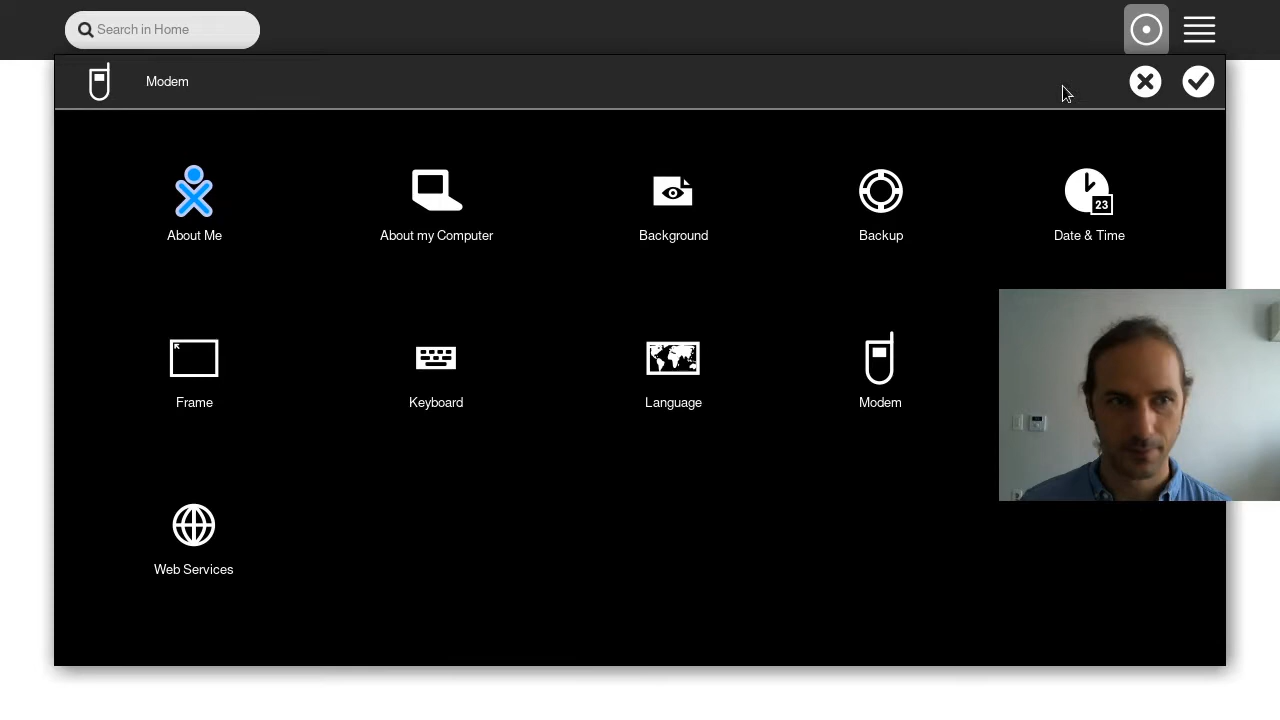 Search in Home
Modem
About Me
About my Computer
Background
Backup
23
Date & Time
Frame
Keyboard
Language
Modem
Web Services